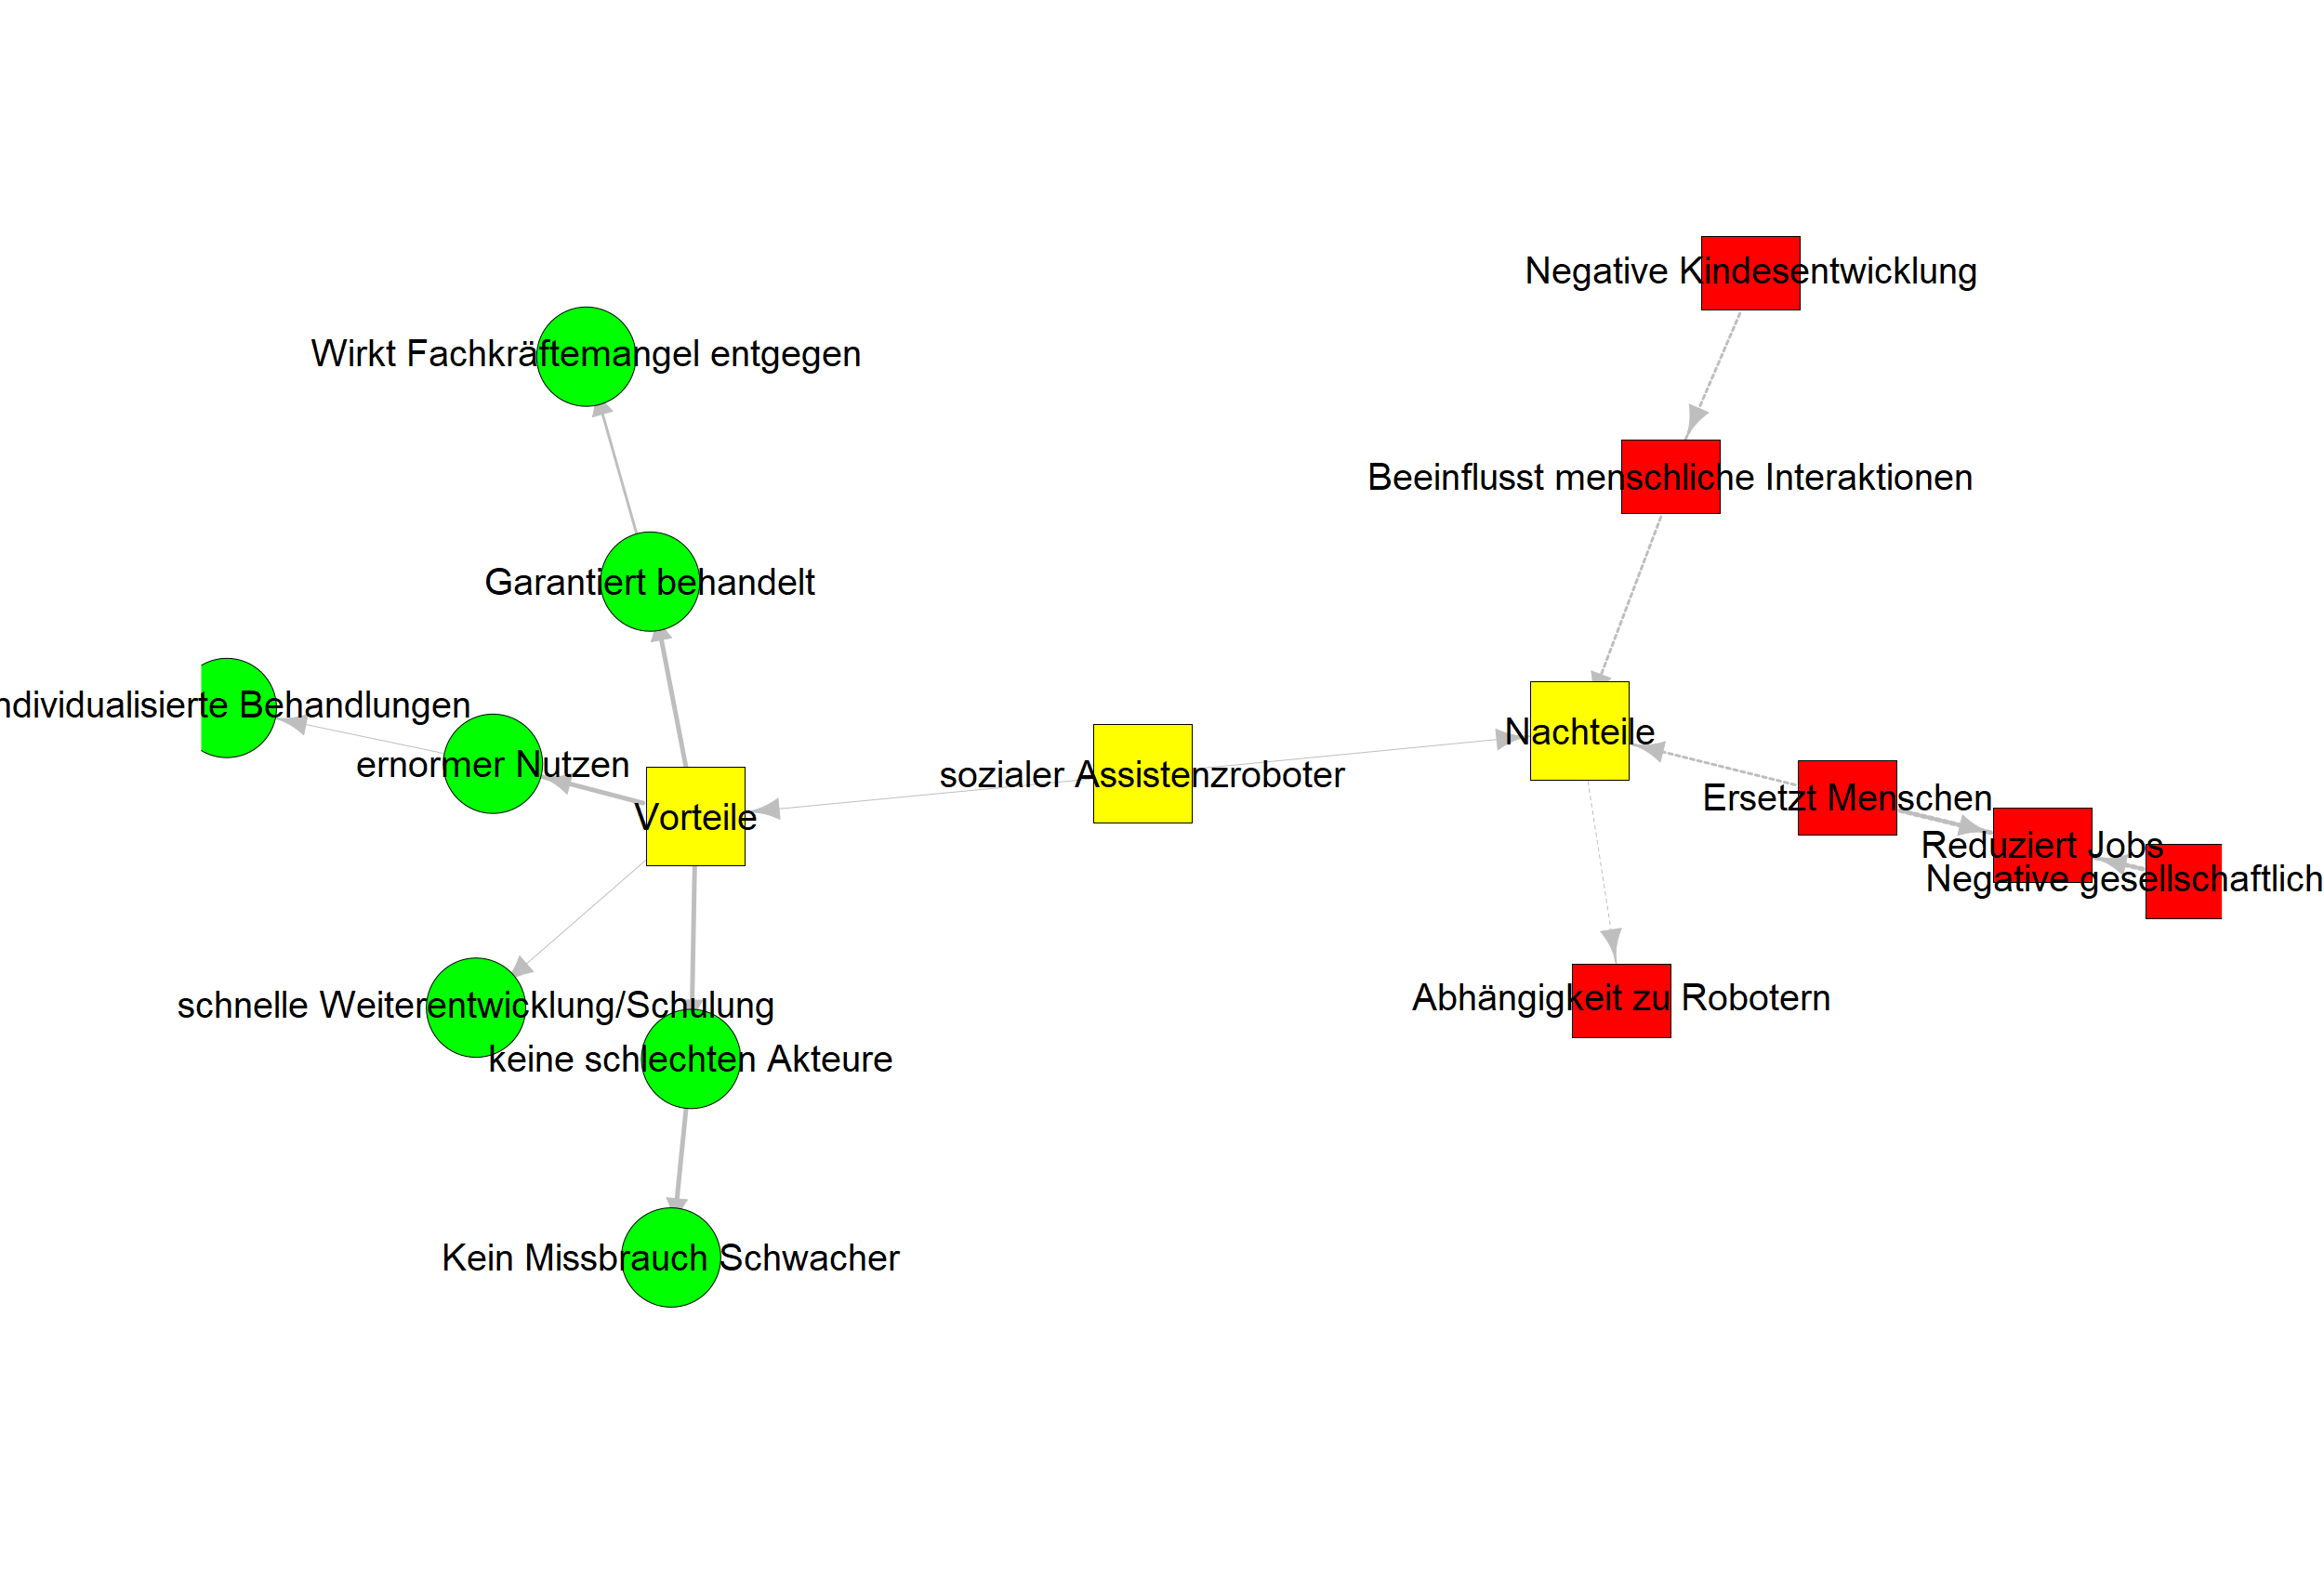 Negative Kindesentwicklung
Wirkt Fachkräftemangel entgegen
Beeinflusst menschliche Interaktionen
Garantiert behandelt
ndividualisierte Behandlungen
Nachteile
ernormer Nutzen
sozialer Assistenzroboter
Ersetzt Menschen
Vorteile
Reduziert Jobs
Negative gesellschaftlich
Abhängigkeit zu Robotern
schnelle Weiterentwicklung/Schulung
keine schlechten Akteure
Kein Missbrauch Schwacher